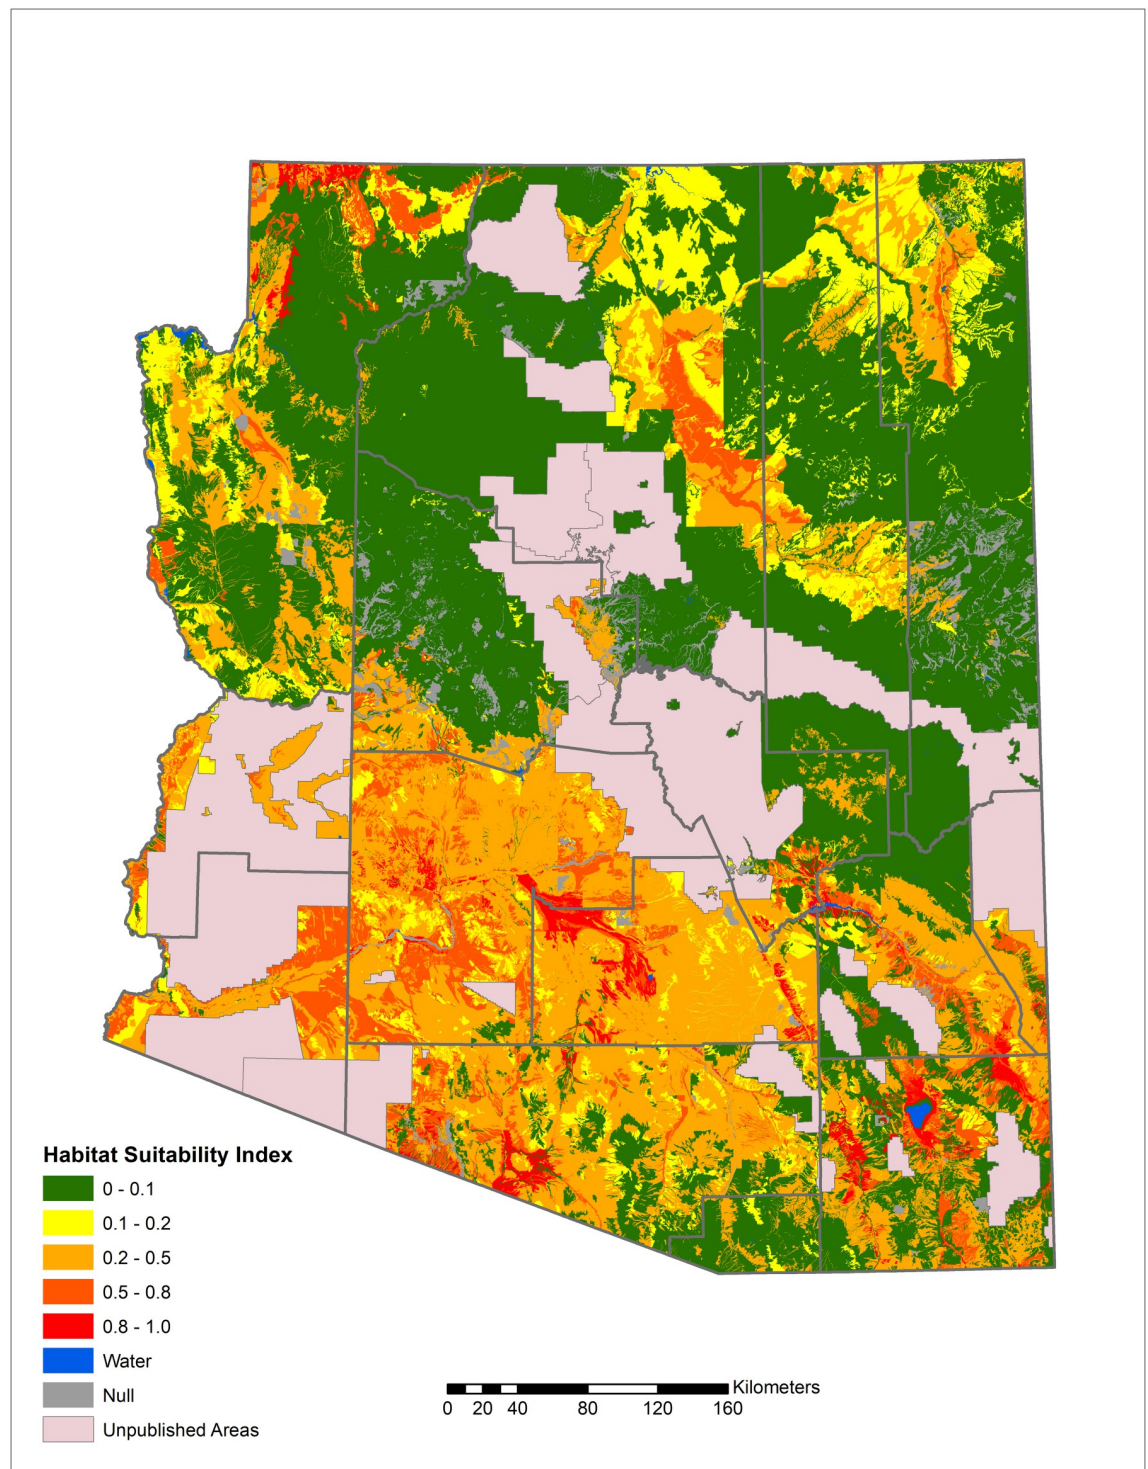 Habitat Suitability Index
0 - 0.1
0.1 - 0.2
0.2 - 0.5
0.5 - 0.8
0.8 - 1.0
Water
Null
Unpublished Areas
Kilometers
0 20 40 80 120 160